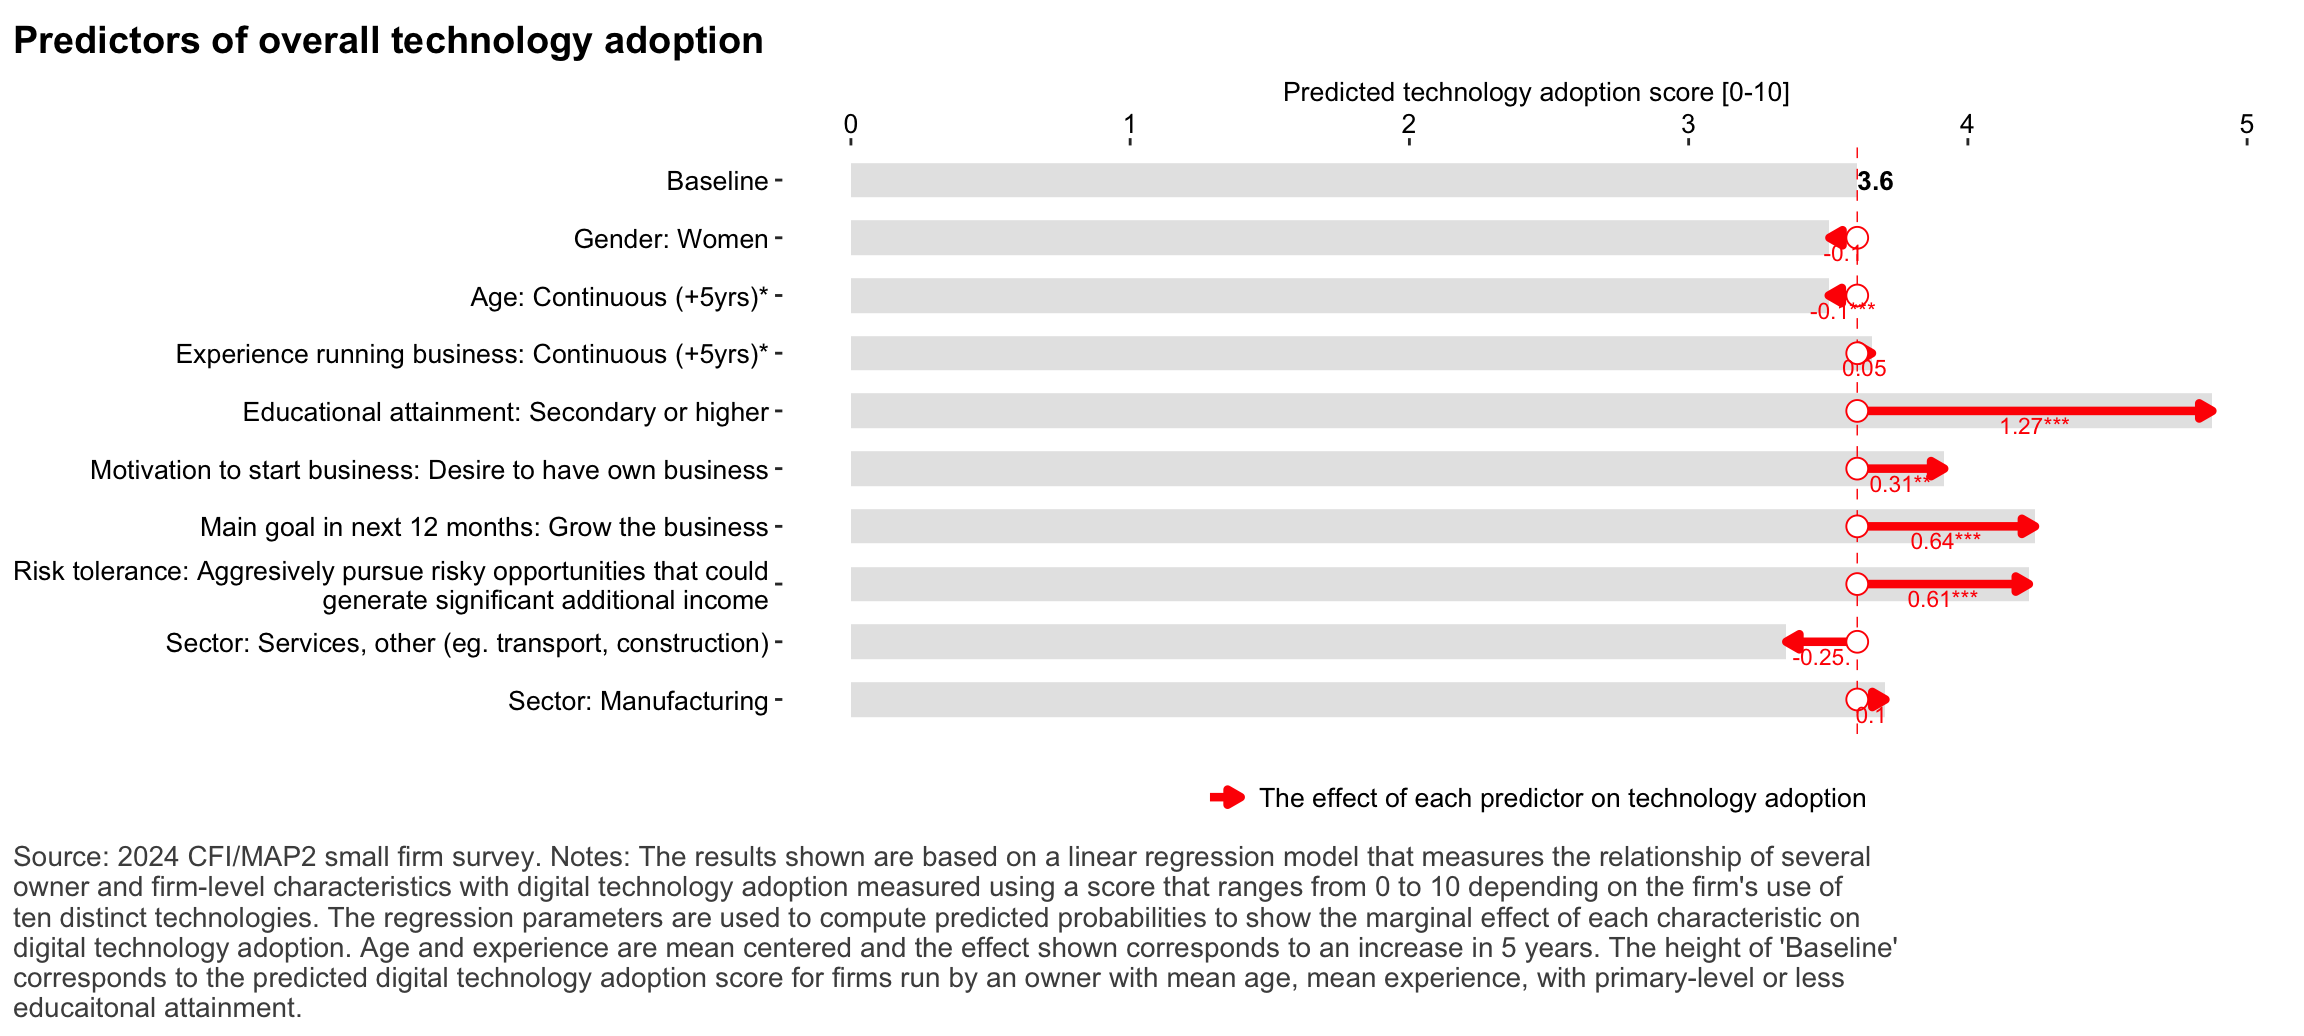 Predictors of overall technology adoption
Predicted technology adoption score [0-10]
0 1 2 3 4 5
Baseline 3.6
Gender: Women -0.1
Age: Continuous (+5yrs)* -0.1***
Experience running business: Continuous (+5yrs)* 0.05
Educational attainment: Secondary or higher 1.27***
Motivation to start business: Desire to have own business 0.31**
Main goal in next 12 months: Grow the business 0.64***
Risk tolerance: Aggresively pursue risky opportunities that could
generate significant additional income 0.61***
Sector: Services, other (eg. transport, construction) -0.25.
Sector: Manufacturing 0.1
The effect of each predictor on technology adoption
Source: 2024 CFI/MAP2 small firm survey. Notes: The results shown are based on a linear regression model that measures the relationship of several
owner and firm-level characteristics with digital technology adoption measured using a score that ranges from 0 to 10 depending on the firm's use of
ten distinct technologies. The regression parameters are used to compute predicted probabilities to show the marginal effect of each characteristic on
digital technology adoption. Age and experience are mean centered and the effect shown corresponds to an increase in 5 years. The height of 'Baseline'
corresponds to the predicted digital technology adoption score for firms run by an owner with mean age, mean experience, with primary-level or less
educaitonal attainment.